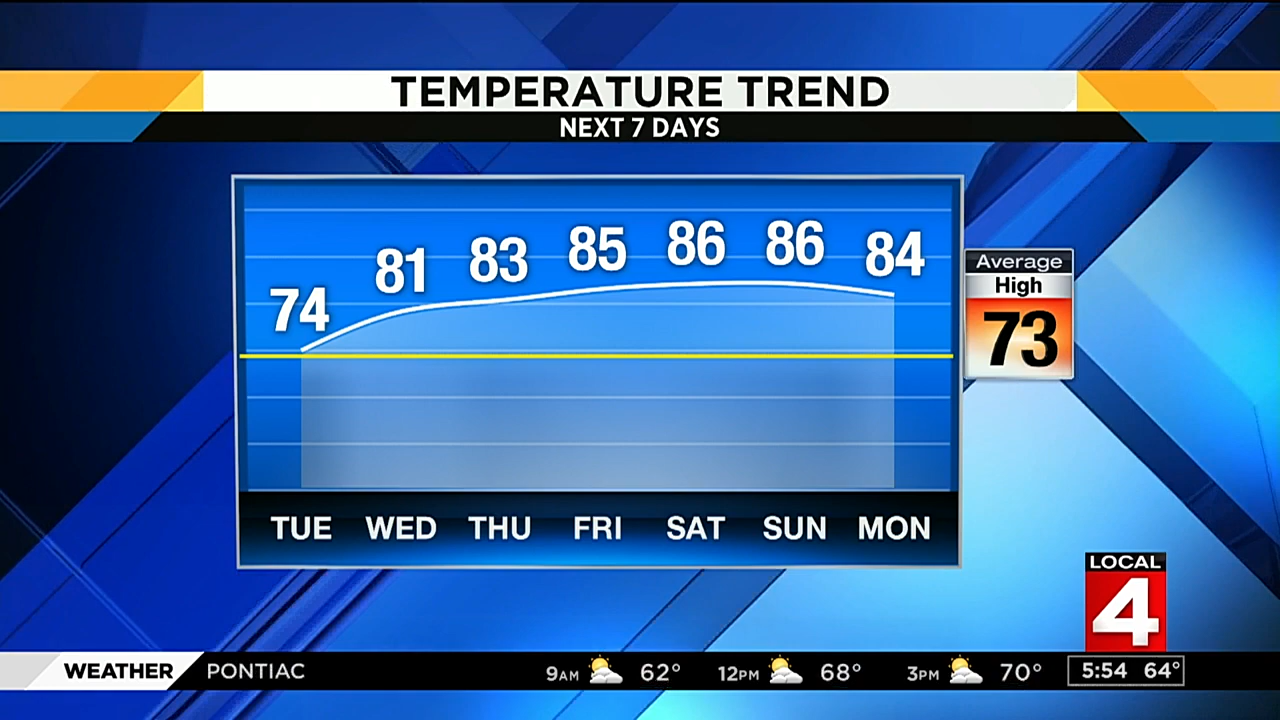 TEMPERATURE TREND
NEXT 7 DAYS
74 81 83 85 86 86 84
Average
High
73
TUE WED THU FRI SAT SUN MON
LOCAL
4
WEATHER PONTIAC 9AM 62° 12PM 68° 3PM 70° 5:54 64°